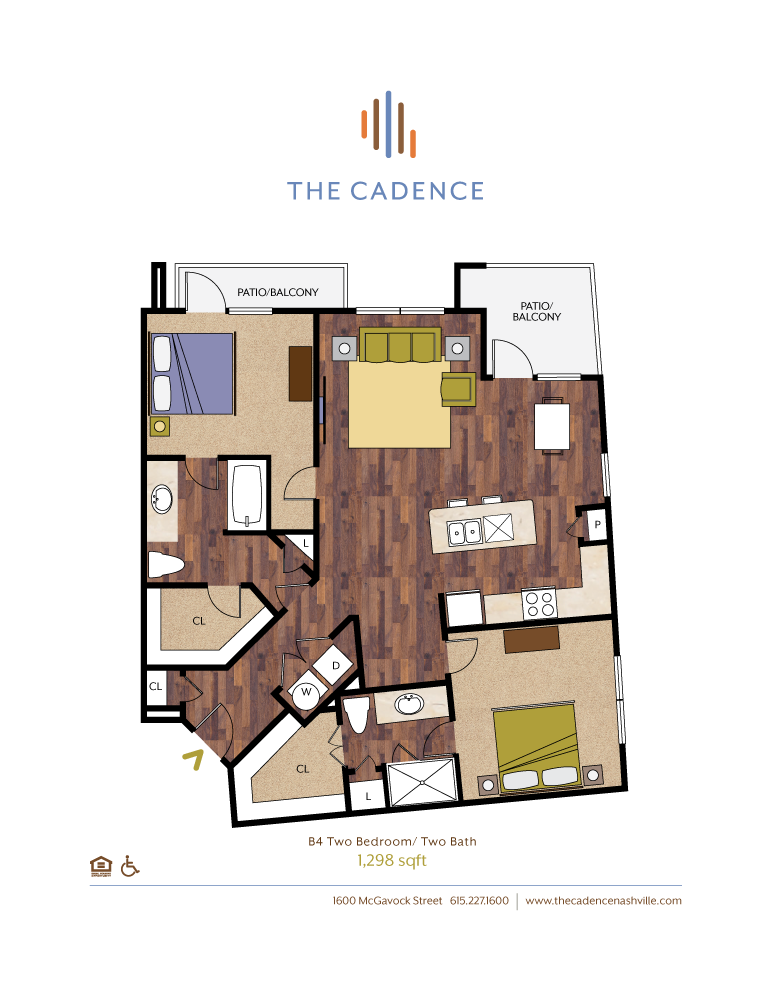 THE CADENCE
PATIO/BALCONY
PATIO/
BALCONY
P
L
CL
D
W
CL
CL
L
B4 Two Bedroom/ Two Bath
1,298 sqft
1600 McGavock Street 615.227.1600 | www.thecadencenashville.com